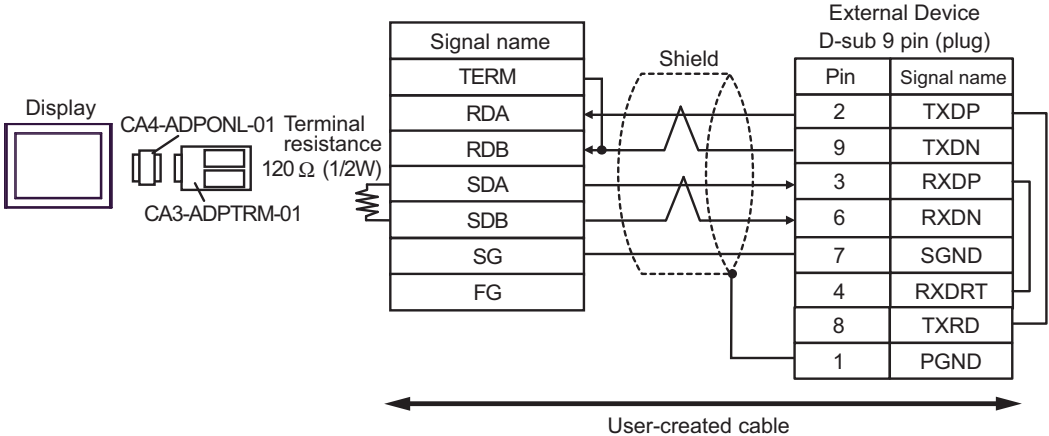 External Device
D-sub 9 pin (plug)
Display
CA4-ADPONL-01
CA3-ADPTRM-01
Terminal
resistance
120 Ω (1/2W)
Signal name
TERM
RDA
RDB
SDA
SDB
SG
FG
Shield
Pin Signal name
2 TXDP
9 TXDN
3 RXDP
6 RXDN
7 SGND
4 RXDRT
8 TXRD
1 PGND
User-created cable